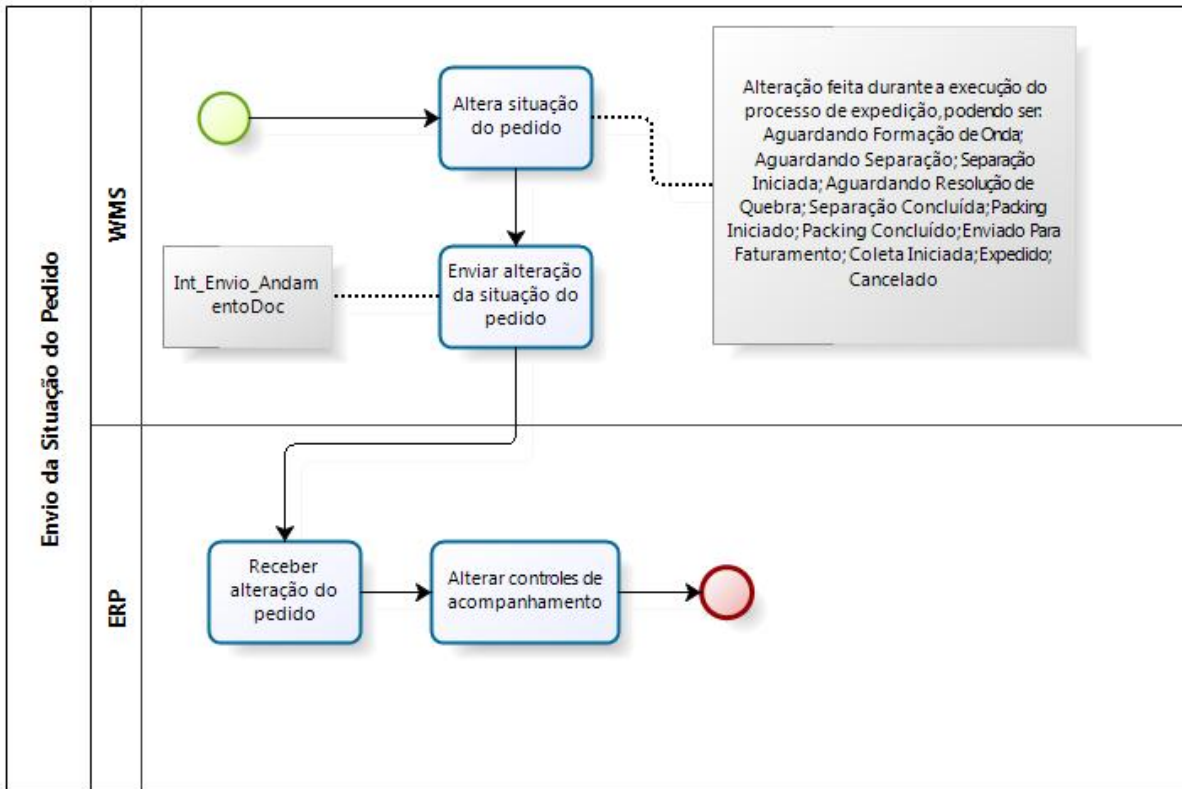 Envio da Situação do Pedido
WMS
Altera situação
do pedido
Alteração feita durante a execução do
processo de expedição, podendo ser:
Aguardando Formação de Onda;
Aguardando Separação; Separação
Iniciada; Aguardando Resolução de
Quebra; Separação Concluída; Packing
Iniciado; Packing Concluído; Enviado Para
Faturamento; Coleta Iniciada; Expedido;
Cancelado
Int_Envio_Andam
entoDoc
Enviar alteração
da situação do
pedido
ERP
Receber
alteração do
pedido
Alterar controles de
acompanhamento